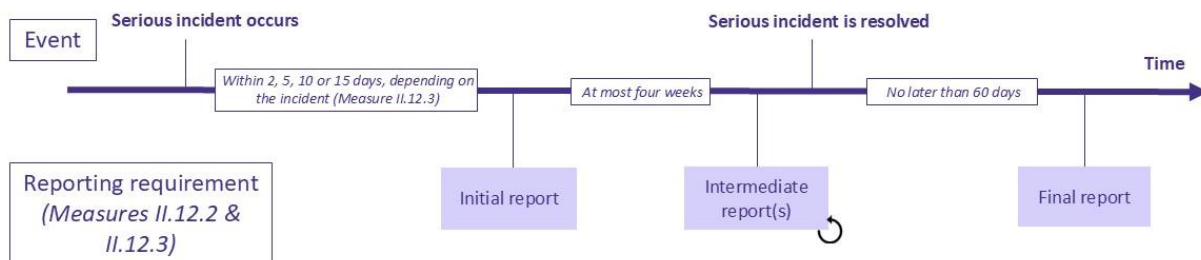 Serious incident occurs
Serious incident is resolved
Event
Time
Within 2, 5, 10 or 15 days, depending on
the incident (Measure II.12.3)
At most four weeks
No later than 60 days
Reporting requirement
(Measures II.12.2 &
II.12.3)
Initial report
Intermediate
report(s)
Final report